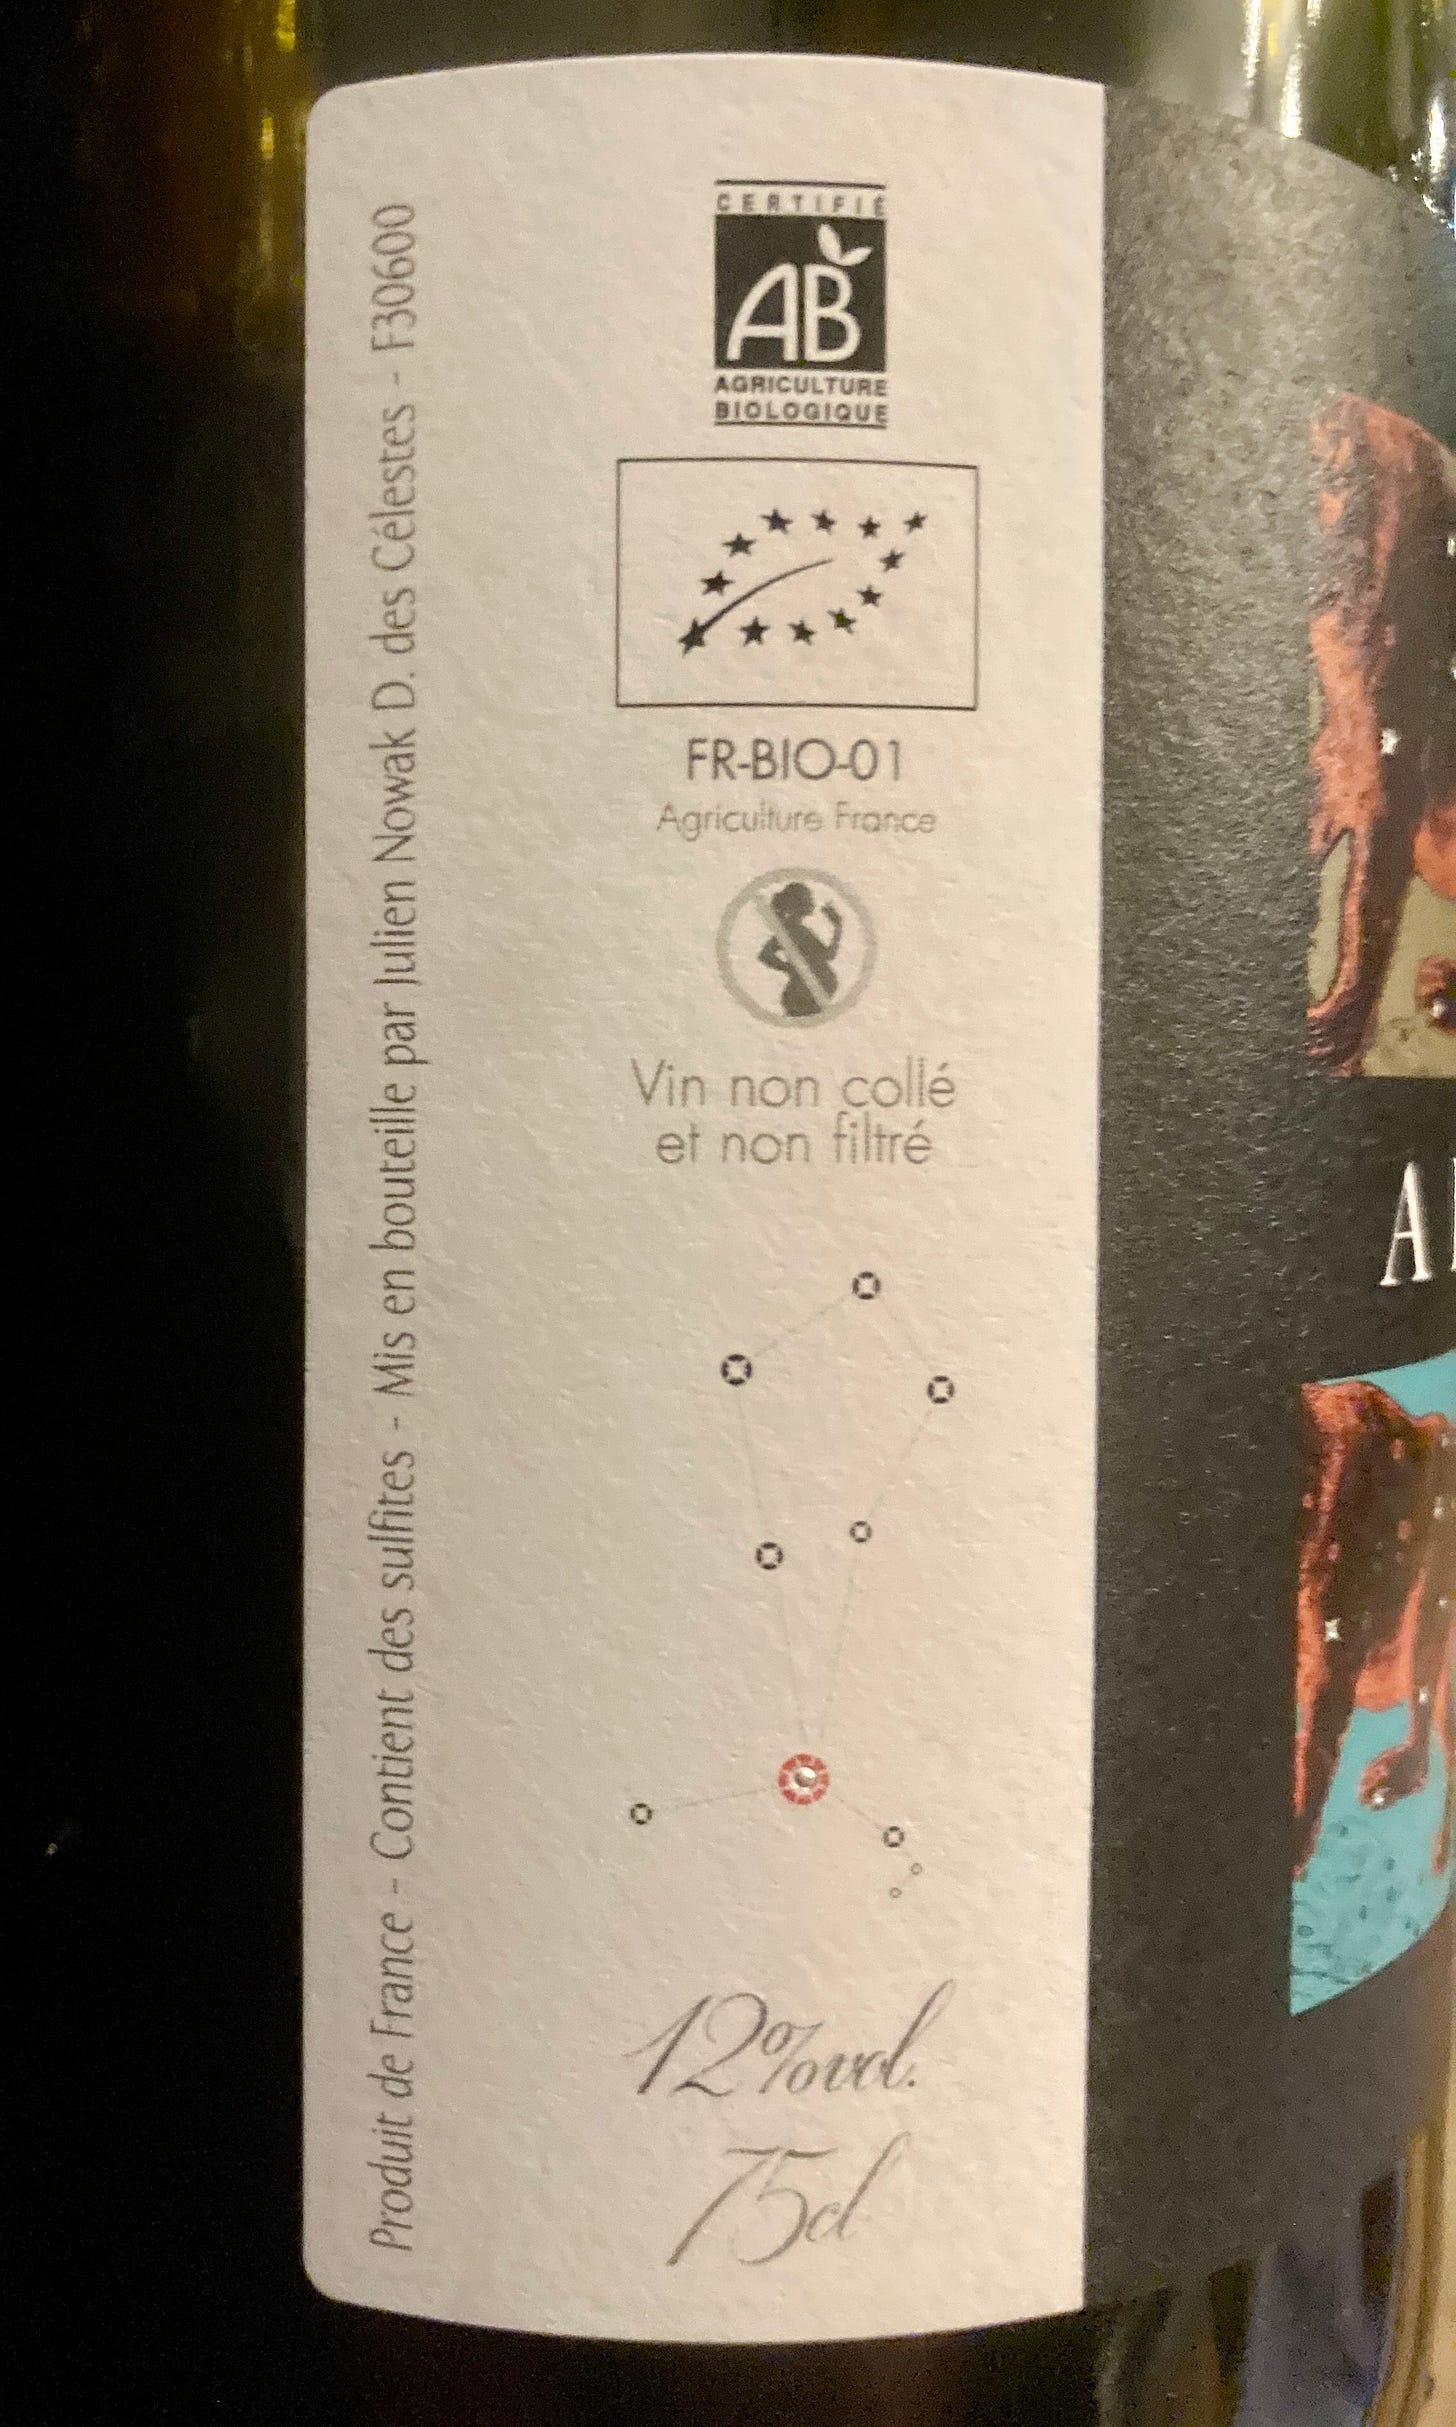 CERTIFIÉ
AB
AGRICULTURE
BIOLOGIQUE
FR-BIO-01
Agriculture France
Vin non collé
et non filtré
12%vol.
75cl
Produit de France - Contient des sulfites - Mis en bouteille par Julien Nowak D. des Célestes - F30600
A